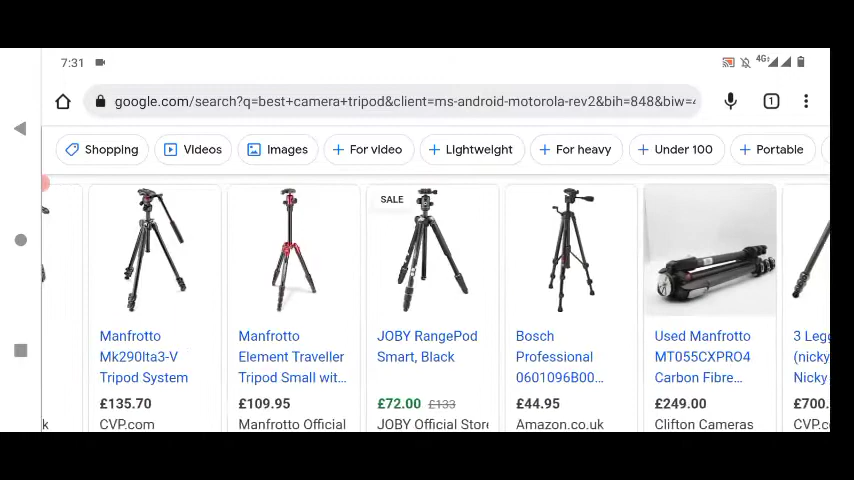 7:31
4G+
google.com/search?q=best+camera+tripod&client=ms-android-motorola-rev2&bih=848&biw=
1
Shopping
Videos
Images
+ For video
+ Lightweight
+ For heavy
+ Under 100
+ Portable
SALE
Manfrotto
Mk290lta3-V
Tripod System
£135.70
CVP.com
Manfrotto
Element Traveller
Tripod Small wit...
£109.95
Manfrotto Official
JOBY RangePod
Smart, Black
£72.00 £133
JOBY Official Store
Bosch
Professional
0601096B00...
£44.95
Amazon.co.uk
Used Manfrotto
MT055CXPRO4
Carbon Fibre...
£249.00
Clifton Cameras
3 Leg
(nicky
Nicky
£700.
CVP.c
k